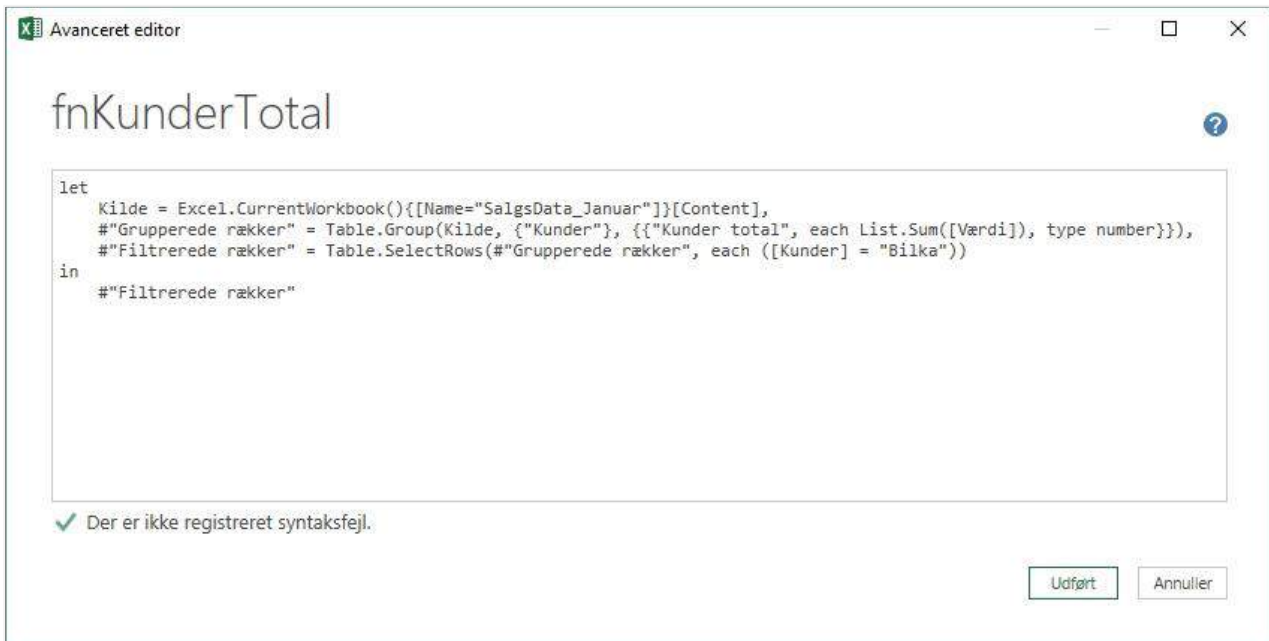 Avanceret editor
fnKunderTotal
let
    Kilde = Excel.CurrentWorkbook(){[Name="SalgsData_Januar"]}[Content],
    #"Grupperede rækker" = Table.Group(Kilde, {"Kunder"}, {{"Kunder total", each List.Sum([Værdi]), type number}}),
    #"Filtrerede rækker" = Table.SelectRows(#"Grupperede rækker", each ([Kunder] = "Bilka"))
in
    #"Filtrerede rækker"
Der er ikke registreret syntaksfejl.
Udført Annuller